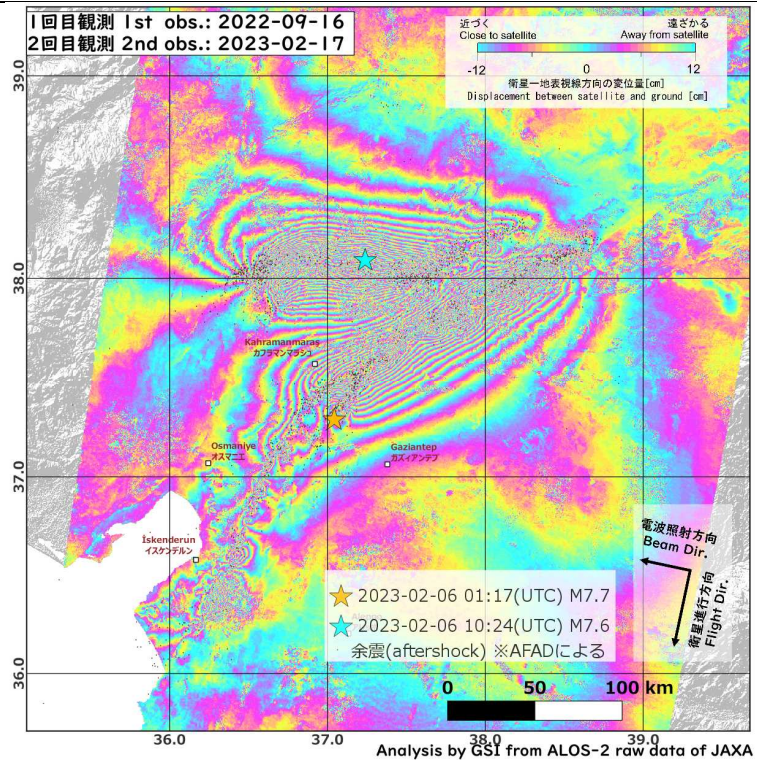 1回目観測 1st obs.: 2022-09-16
2回目観測 2nd obs.: 2023-02-17
近づく 遠ざかる
Close to satellite Away from satellite
-12 0 12
衛星－地表視線方向の変位量[cm]
Displacement between satellite and ground [cm]
39.0
38.0
37.0
36.0
Kahramanmaraş
カフラマンマラシュ
Osmaniye
オスマニエ
Gaziantep
ガズィアンテプ
İskenderun
イスケンデルン
電波照射方向
Beam Dir.
衛星進行方向
Flight Dir.
2023-02-06 01:17(UTC) M7.7
2023-02-06 10:24(UTC) M7.6
余震(aftershock) ※AFADによる
0 50 100 km
36.0 37.0 38.0 39.0
Analysis by GSI from ALOS-2 raw data of JAXA